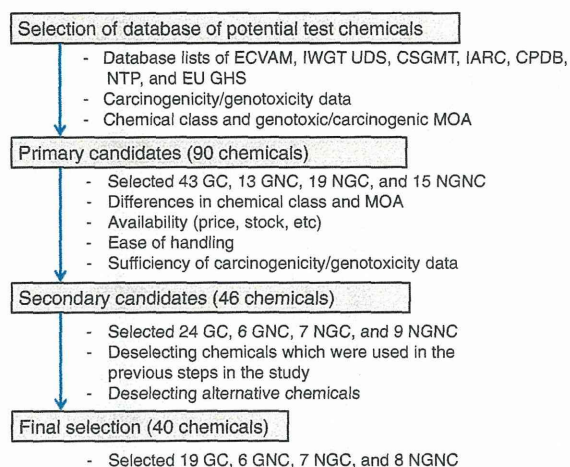 Selection of database of potential test chemicals
- Database lists of ECVAM, IWGT UDS, CSGMT, IARC, CPDB,
NTP, and EU GHS
- Carcinogenicity/genotoxicity data
- Chemical class and genotoxic/carcinogenic MOA
Primary candidates (90 chemicals)
- Selected 43 GC, 13 GNC, 19 NGC, and 15 NGNC
- Differences in chemical class and MOA
- Availability (price, stock, etc)
- Ease of handling
- Sufficiency of carcinogenicity/genotoxicity data
Secondary candidates (46 chemicals)
- Selected 24 GC, 6 GNC, 7 NGC, and 9 NGNC
- Deselecting chemicals which were used in the
previous steps in the study
- Deselecting alternative chemicals
Final selection (40 chemicals)
- Selected 19 GC, 6 GNC, 7 NGC, and 8 NGNC